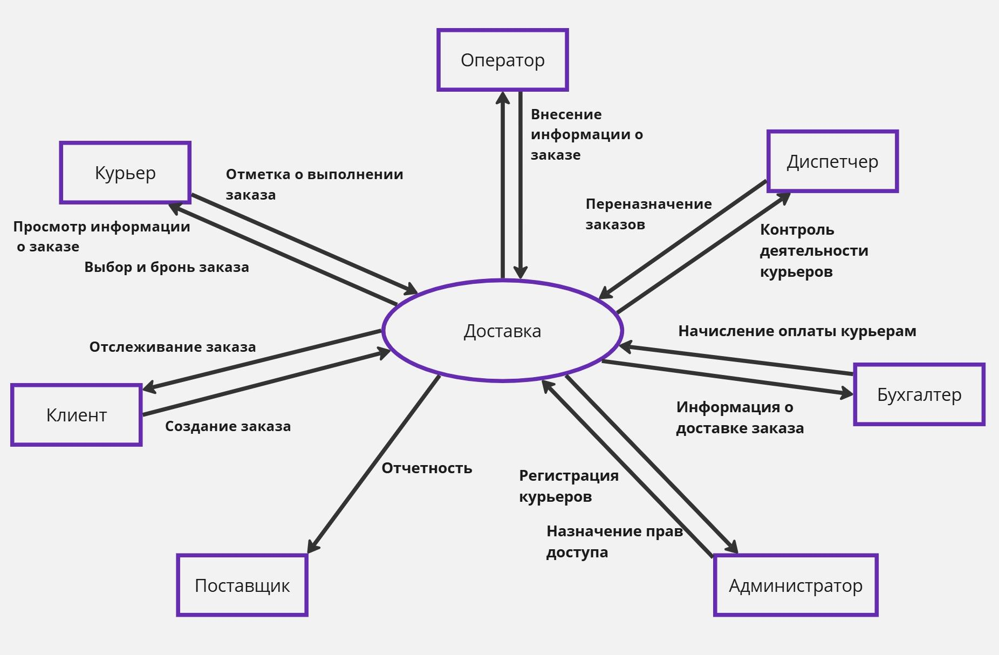 Оператор
Внесение
информации о
заказе
Диспетчер
Курьер
Отметка о выполнении
заказа
Переназначение
заказов
Просмотр информации
о заказе
Выбор и бронь заказа
Контроль
деятельности
курьеров
Доставка
Начисление оплаты курьерам
Отслеживание заказа
Клиент
Создание заказа
Бухгалтер
Информация о
доставке заказа
Отчетность
Регистрация
курьеров
Назначение прав
доступа
Поставщик
Администратор